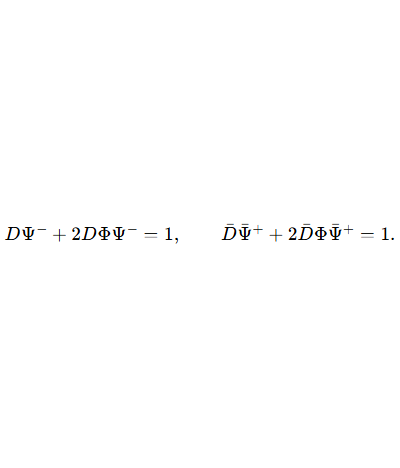 DΨ⁻ + 2DΦΨ⁻ = 1, D̄Ψ̄⁺ + 2D̄ΦΨ̄⁺ = 1.